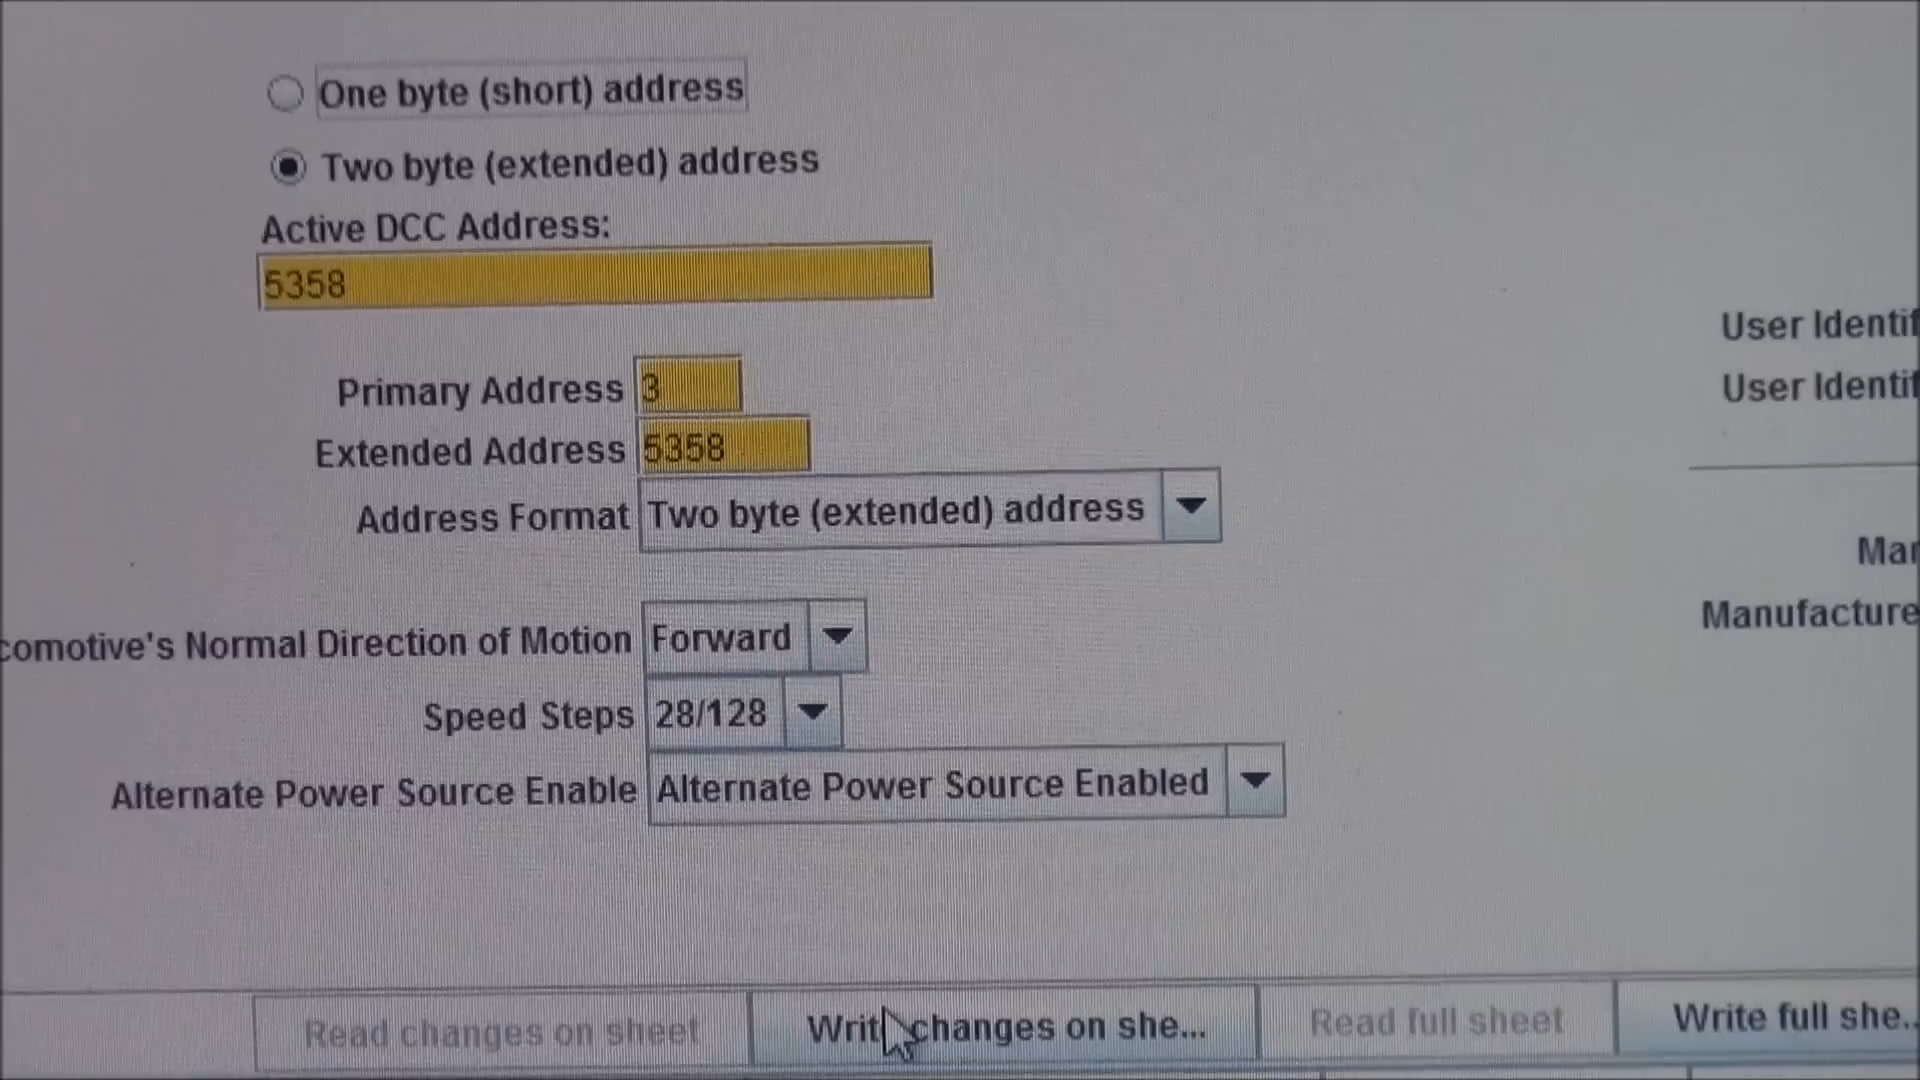 One byte (short) address
Two byte (extended) address
Active DCC Address:
5358
Primary Address 3
Extended Address 5358
Address Format Two byte (extended) address
comotive's Normal Direction of Motion Forward
Speed Steps 28/128
Alternate Power Source Enable Alternate Power Source Enabled
User Identif
User Identif
Mar
Manufacture
Read changes on sheet
Writ changes on she...
Read full sheet
Write full she..